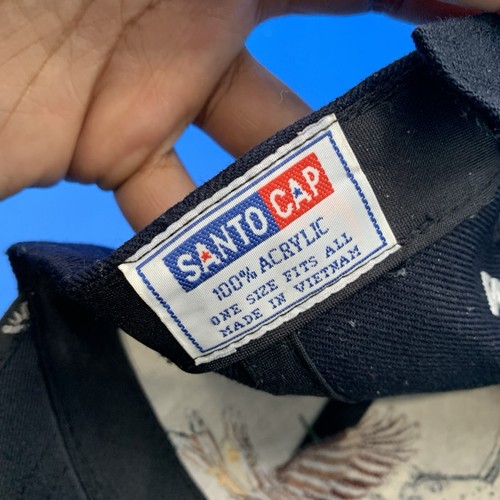 SANTO CAP
100% ACRYLIC
ONE SIZE FITS ALL
MADE IN VIETNAM